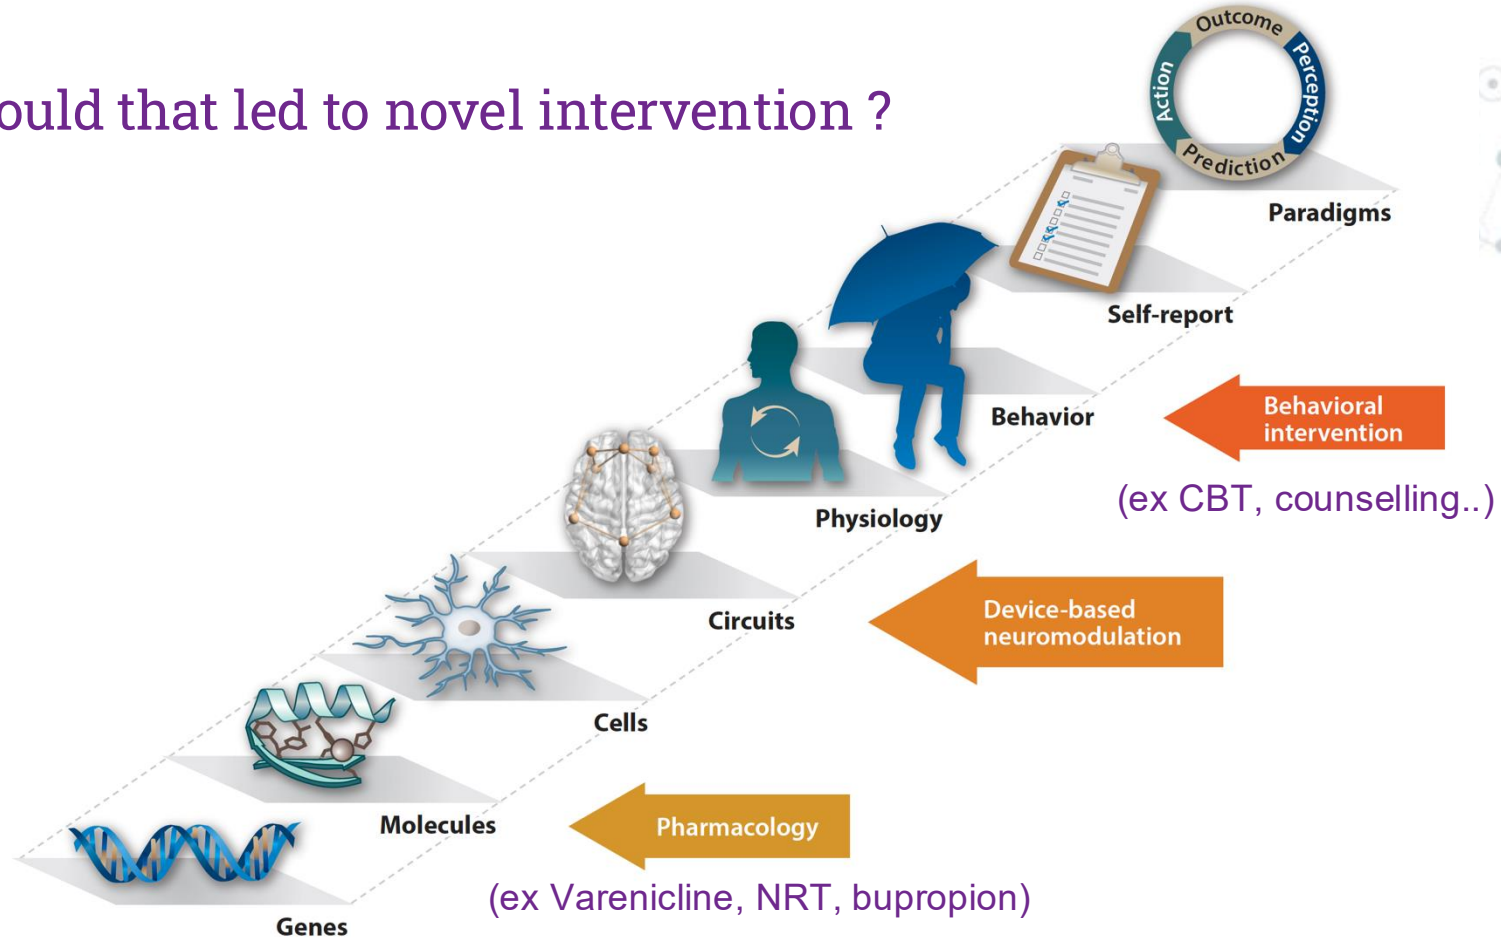 ould that led to novel intervention ?
Outcome
Perception
Prediction
Action
Paradigms
Self-report
Behavior
Behavioral
intervention
(ex CBT, counselling..)
Physiology
Circuits
Device-based
neuromodulation
Cells
Molecules
Pharmacology
(ex Varenicline, NRT, bupropion)
Genes